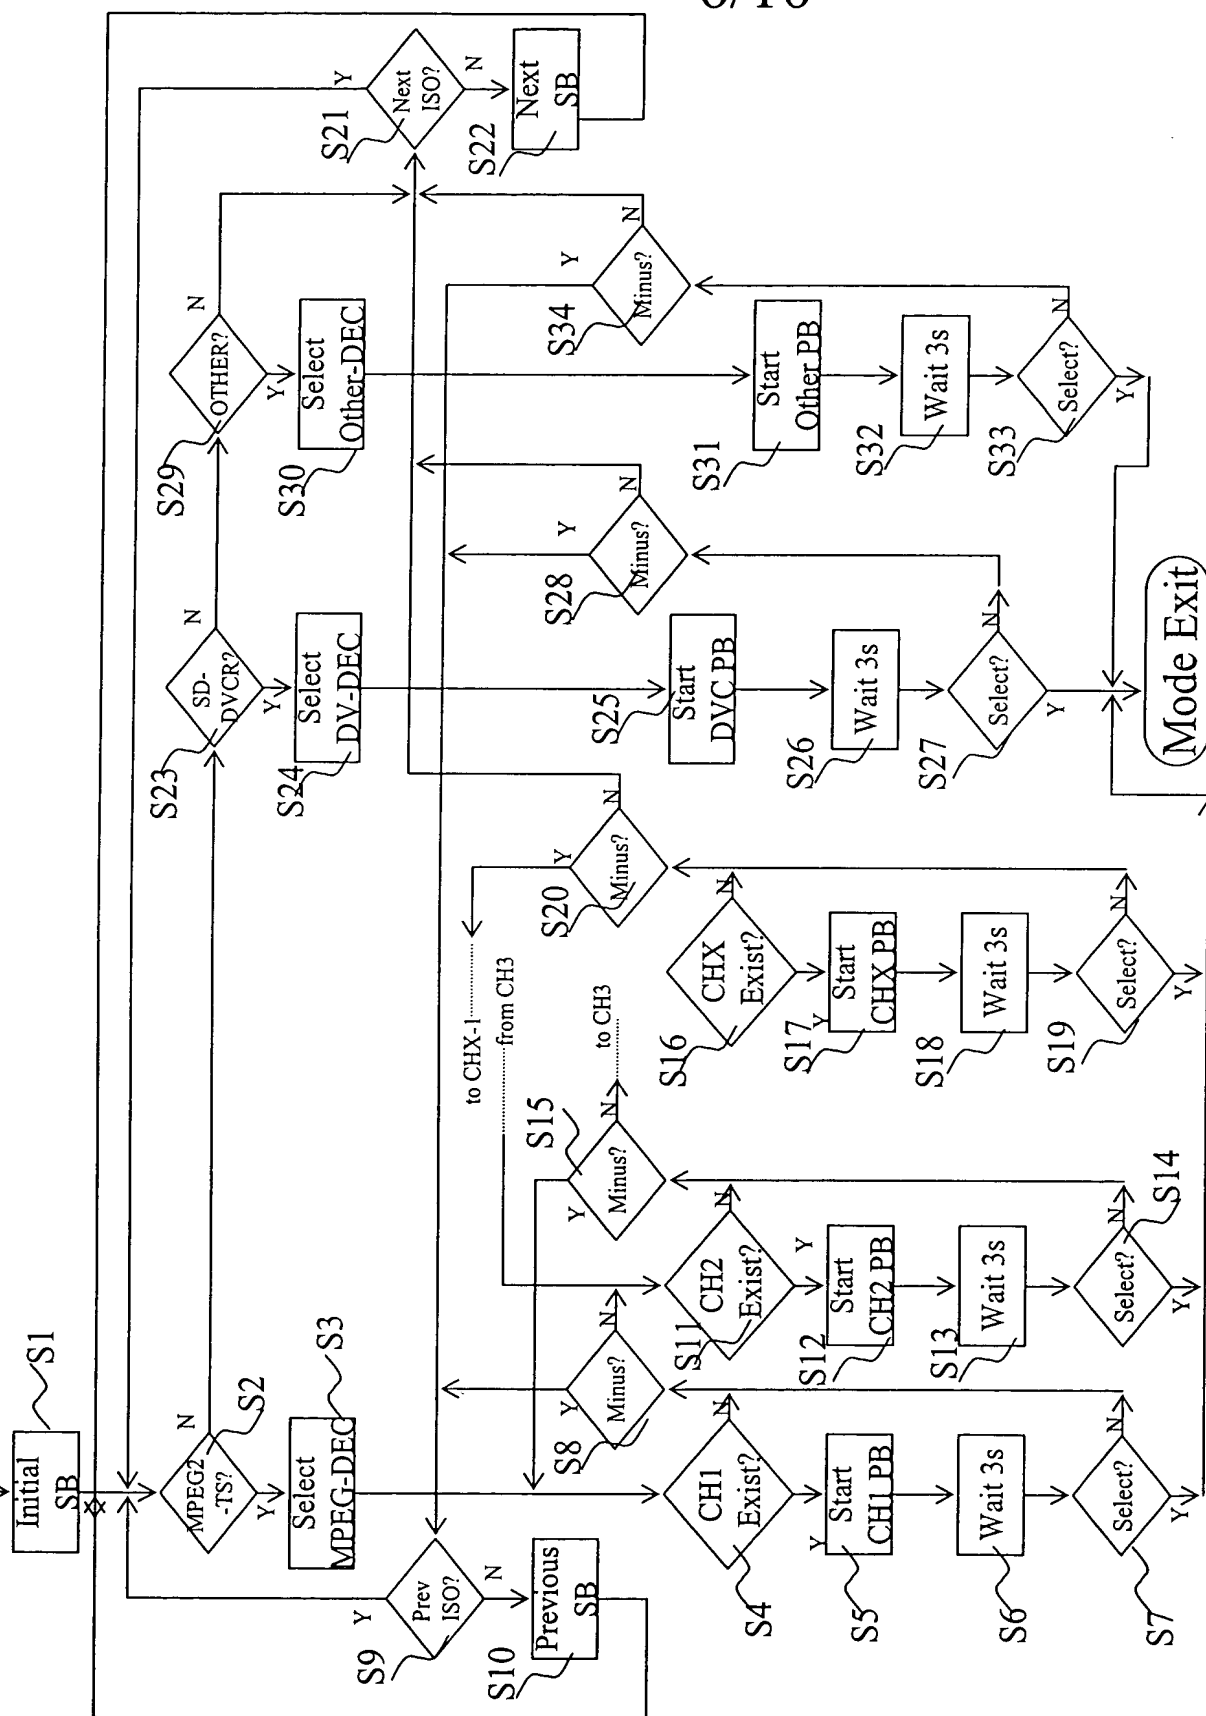 Initial
SB
S1
MPEG2
-TS?
S2
N
Y
Select
MPEG-DEC
S3
Prev
ISO?
S9
Y
N
Previous
SB
S10
CH1
Exist?
S4
N
Y
Start
CH1 PB
S5
Wait 3s
S6
Select?
S7
N
Y
Minus?
S8
Y
N
CH2
Exist?
S11
N
Y
Start
CH2 PB
S12
Wait 3s
S13
Select?
S14
N
Y
Minus?
S15
Y
N
to CH3
from CH3
to CHX-1
CHX
Exist?
S16
N
Y
Start
CHX PB
S17
Wait 3s
S18
Select?
S19
N
Y
Minus?
S20
Y
N
SD-
DVCR?
S23
N
Y
Select
DV-DEC
S24
Start
DVC PB
S25
Wait 3s
S26
Select?
S27
N
Y
Minus?
S28
Y
N
OTHER?
S29
N
Y
Select
Other-DEC
S30
Start
Other PB
S31
Wait 3s
S32
Select?
S33
N
Y
Minus?
S34
Y
N
Next
ISO?
S21
Y
N
Next
SB
S22
Mode Exit